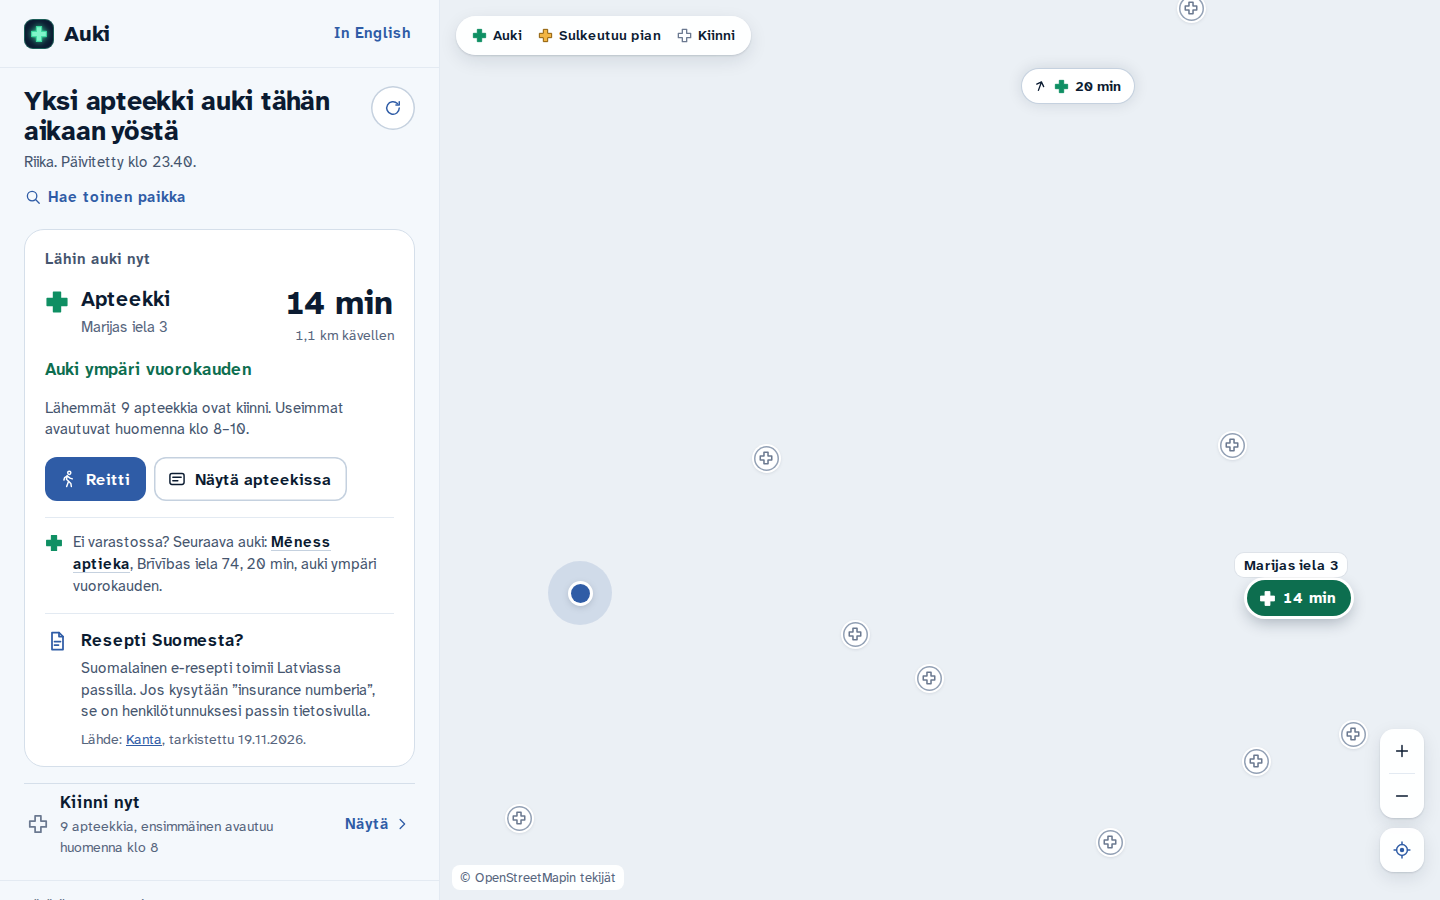 Auki
In English
Yksi apteekki auki tähän
aikaan yöstä
Riika. Päivitetty klo 23.40.
Hae toinen paikka
Lähin auki nyt
Apteekki
14 min
Marijas iela 3
1,1 km kävellen
Auki ympäri vuorokauden
Lähemmät 9 apteekkia ovat kiinni. Useimmat
avautuvat huomenna klo 8–10.
Reitti
Näytä apteekissa
Ei varastossa? Seuraava auki: Mēness
aptieka, Brīvības iela 74, 20 min, auki ympäri
vuorokauden.
Resepti Suomesta?
Suomalainen e-resepti toimii Latviassa
passilla. Jos kysytään ”insurance numberia”,
se on henkilötunnuksesi passin tietosivulla.
Lähde: Kanta, tarkistettu 19.11.2026.
Kiinni nyt
9 apteekkia, ensimmäinen avautuu
huomenna klo 8
Näytä
Auki
Sulkeutuu pian
Kiinni
20 min
Marijas iela 3
14 min
© OpenStreetMapin tekijät